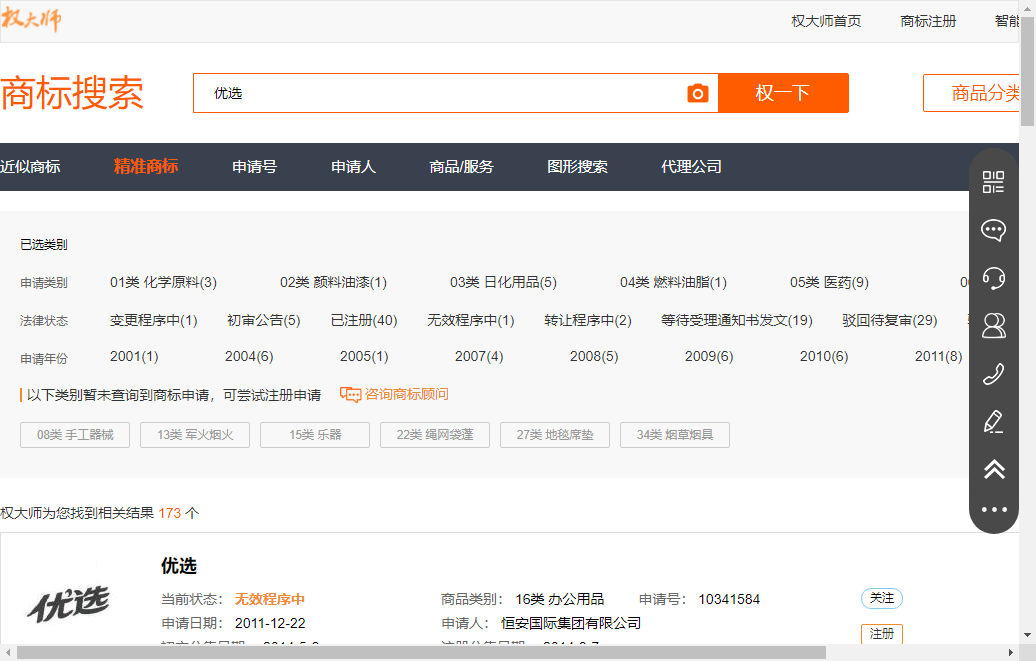 权大师 权大师首页 商标注册 智能
商标搜索 优选 权一下 商品分类
近似商标 精准商标 申请号 申请人 商品/服务 图形搜索 代理公司
已选类别
申请类别 01类 化学原料(3) 02类 颜料油漆(1) 03类 日化用品(5) 04类 燃料油脂(1) 05类 医药(9)
法律状态 变更程序中(1) 初审公告(5) 已注册(40) 无效程序中(1) 转让程序中(2) 等待受理通知书发文(19) 驳回待复审(29)
申请年份 2001(1) 2004(6) 2005(1) 2007(4) 2008(5) 2009(6) 2010(6) 2011(8)
以下类别暂未查询到商标申请，可尝试注册申请 咨询商标顾问
08类 手工器械 13类 军火烟火 15类 乐器 22类 绳网袋篷 27类 地毯席垫 34类 烟草烟具
权大师为您找到相关结果 173 个
优选
优选
当前状态： 无效程序中 商品类别： 16类 办公用品 申请号： 10341584 关注
申请日期： 2011-12-22 申请人： 恒安国际集团有限公司
注册